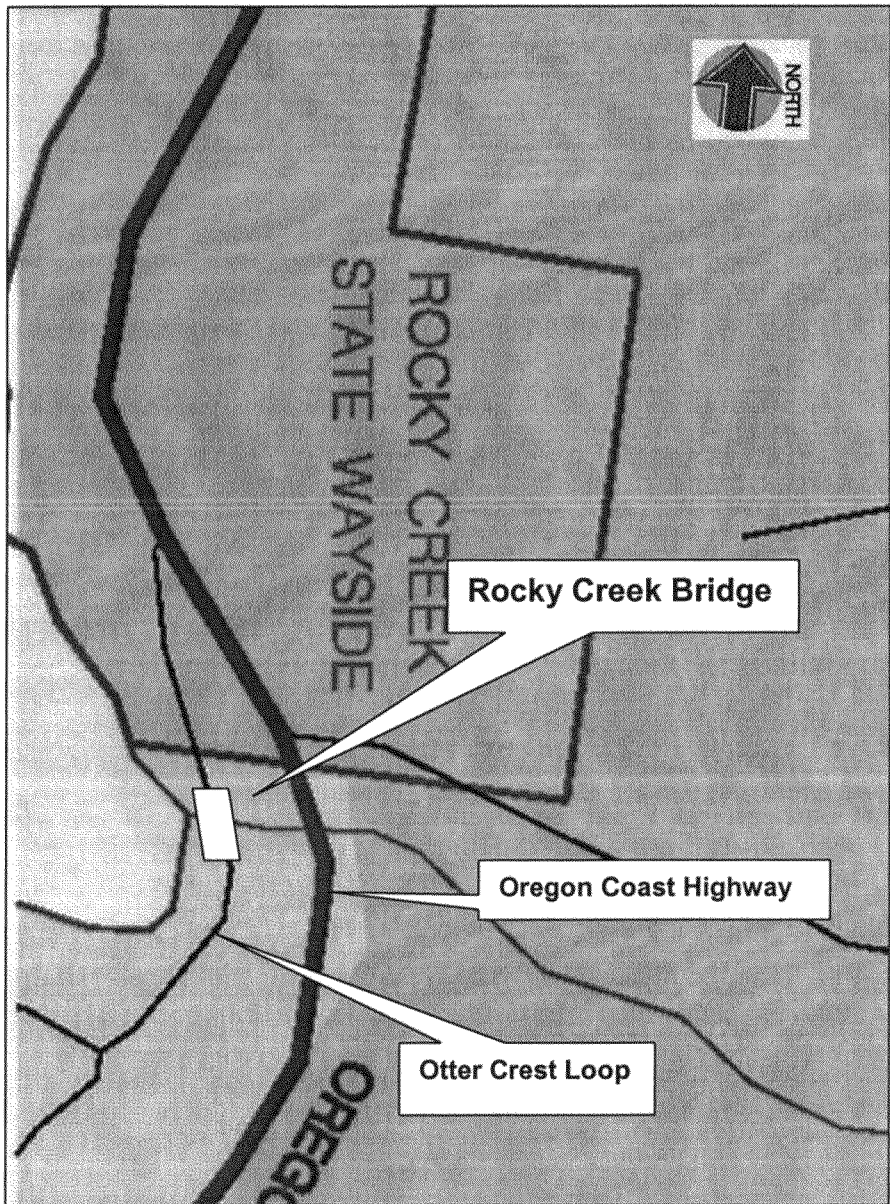 NORTH
ROCKY CREEK
STATE WAYSIDE
Rocky Creek Bridge
Oregon Coast Highway
Otter Crest Loop
OREGO